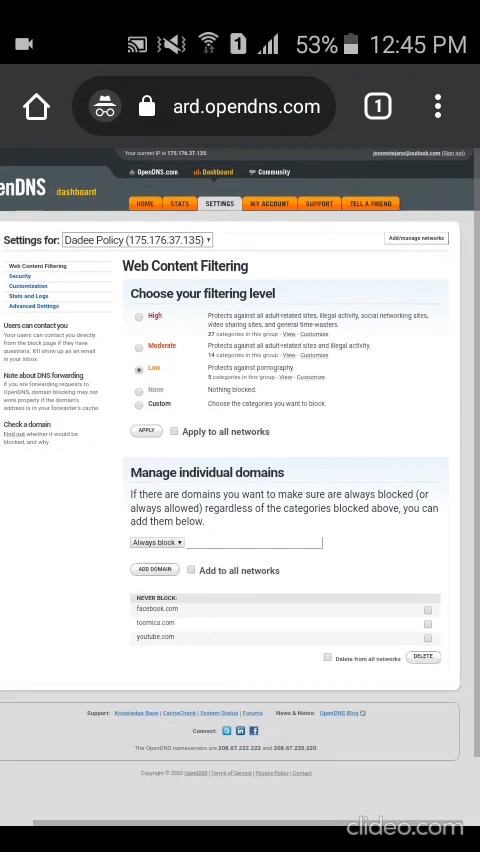 1
53%
12:45 PM
ard.opendns.com
1
Your current IP is 175.176.37.135.
jerometejano@outlook.com (Sign out)
enDNS / dashboard
OpenDNS.com
Dashboard
Community
HOME
STATS
SETTINGS
MY ACCOUNT
SUPPORT
TELL A FRIEND
Settings for: Dadee Policy (175.176.37.135)
Add/manage networks
Web Content Filtering
Security
Customization
Stats and Logs
Advanced Settings
Users can contact you
Your users can contact you
directly from the block page if they have
questions. It'll show up as an email
in your inbox.
Note about DNS forwarding
If you are forwarding requests to
OpenDNS, domain blocking may not
work properly if the domain's
address is in your forwarder's cache.
Check a domain
Find out whether it would be
blocked, and why.
Web Content Filtering
Choose your filtering level
High
Protects against all adult-related sites, illegal activity, social networking sites,
video sharing sites, and general time-wasters.
27 categories in this group - View - Customize
Moderate
Protects against all adult-related sites and illegal activity.
14 categories in this group - View - Customize
Low
Protects against pornography.
5 categories in this group - View - Customize
None
Nothing blocked.
Custom
Choose the categories you want to block.
APPLY
Apply to all networks
Manage individual domains
If there are domains you want to make sure are always blocked (or
always allowed) regardless of the categories blocked above, you can
add them below.
Always block
ADD DOMAIN
Add to all networks
NEVER BLOCK:
facebook.com
toomics.com
youtube.com
Delete from all networks
DELETE
Support: Knowledge Base | CacheCheck | System Status | Forums
News & Notes: OpenDNS Blog
Connect:
The OpenDNS nameservers are 208.67.222.222 and 208.67.220.220.
Copyright © 2020 OpenDNS | Terms of Service | Privacy Policy | Contact
clideo.com